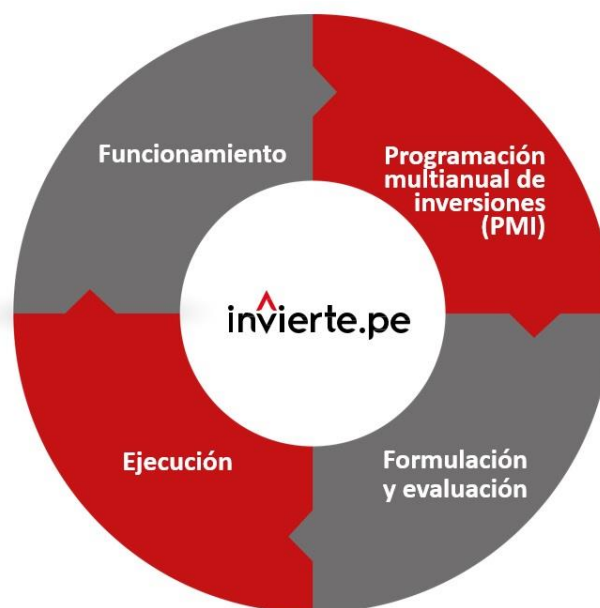 Funcionamiento
Programación
multianual de
inversiones
(PMI)
invierte.pe
Ejecución
Formulación
y evaluación